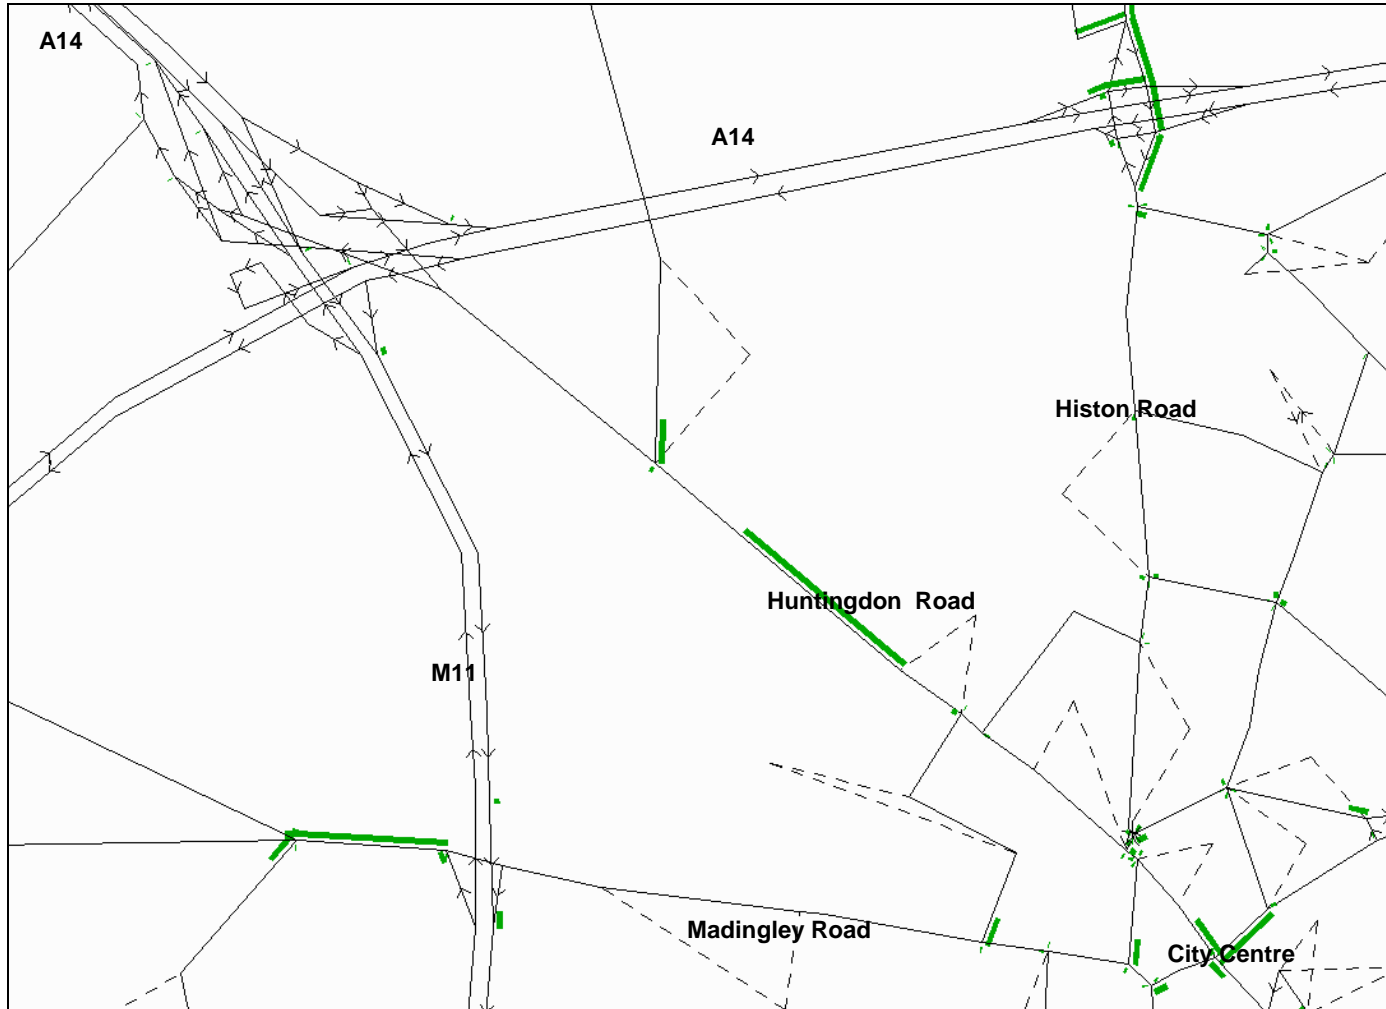 A14
A14
Histon Road
Huntingdon Road
M11
Madingley Road
City Centre